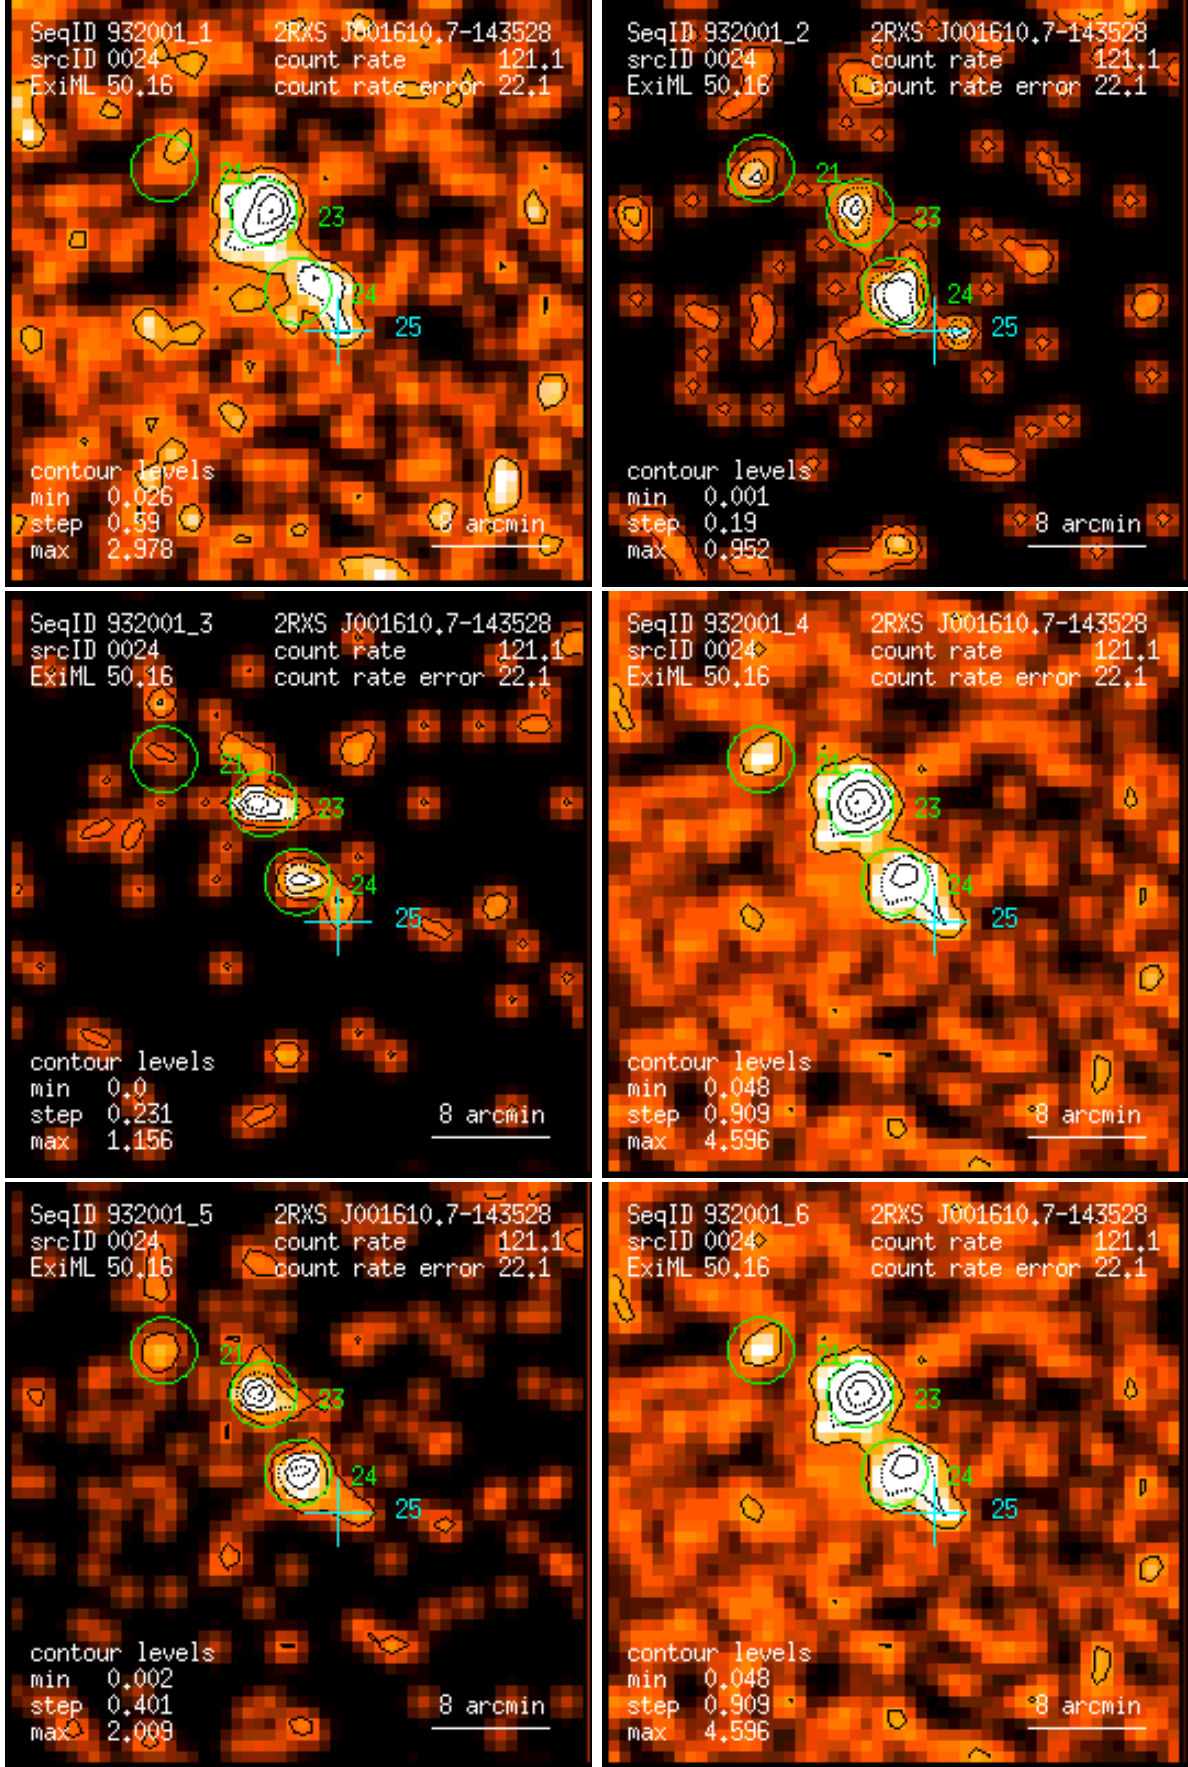 SeqID 932001_1 2RXS J001610.7-143528
srcID 0024 count rate 121.1
ExiML 50.16 count rate error 22.1
21
23
24
25
contour levels
min 0.026
step 0.59 8 arcmin
max 2.978
SeqID 932001_2 2RXS J001610.7-143528
srcID 0024 count rate 121.1
ExiML 50.16 count rate error 22.1
21
23
24
25
contour levels
min 0.001
step 0.19 8 arcmin
max 0.952
SeqID 932001_3 2RXS J001610.7-143528
srcID 0024 count rate 121.1
ExiML 50.16 count rate error 22.1
21
23
24
25
contour levels
min 0.0
step 0.231 8 arcmin
max 1.156
SeqID 932001_4 2RXS J001610.7-143528
srcID 0024 count rate 121.1
ExiML 50.16 count rate error 22.1
21
23
24
25
contour levels
min 0.048
step 0.909 8 arcmin
max 4.596
SeqID 932001_5 2RXS J001610.7-143528
srcID 0024 count rate 121.1
ExiML 50.16 count rate error 22.1
21
23
24
25
contour levels
min 0.002
step 0.401 8 arcmin
max 2.009
SeqID 932001_6 2RXS J001610.7-143528
srcID 0024 count rate 121.1
ExiML 50.16 count rate error 22.1
21
23
24
25
contour levels
min 0.048
step 0.909 8 arcmin
max 4.596